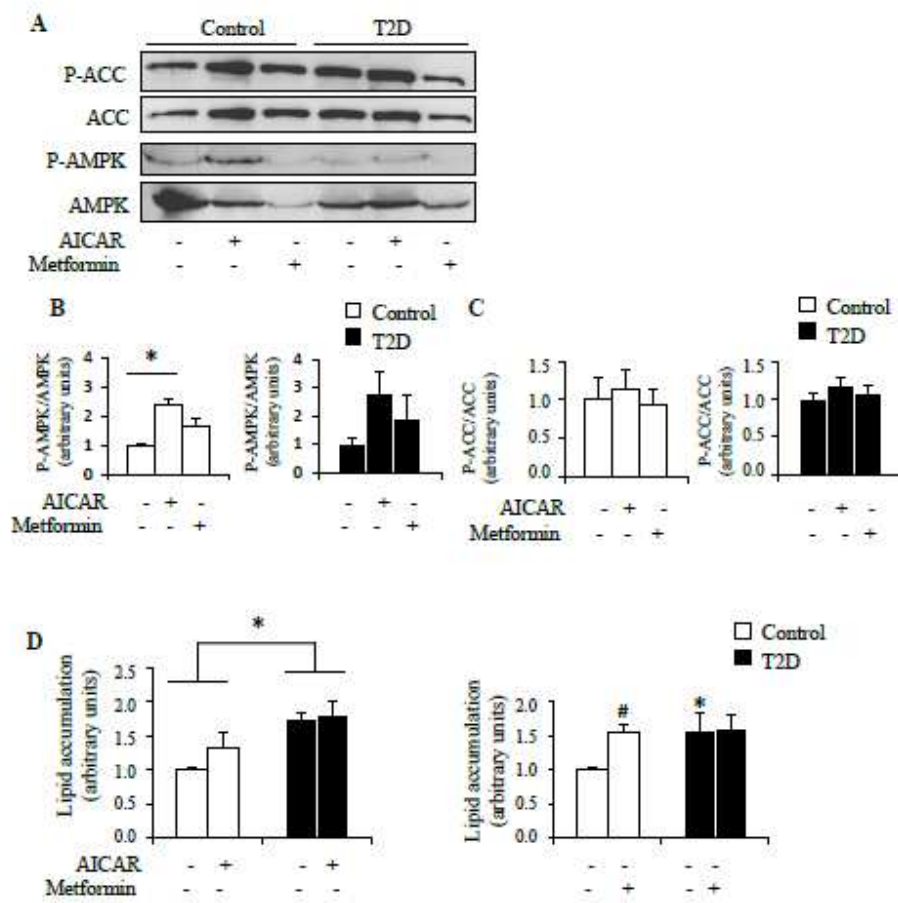 A
Control T2D
P-ACC
ACC
P-AMPK
AMPK
AICAR - + - - + -
Metformin - - + - - +
B
Control
T2D
P-AMPK/AMPK
(arbitrary units)
4
3
2
1
0
*
P-AMPK/AMPK
(arbitrary units)
4
3
2
1
0
AICAR - + - - + -
Metformin - - + - - +
C
Control
T2D
P-ACC/ACC
(arbitrary units)
1.5
1.0
0.5
0.0
P-ACC/ACC
(arbitrary units)
1.5
1.0
0.5
0.0
AICAR - + - - + -
Metformin - - + - - +
D
*
Control
T2D
Lipid accumulation
(arbitrary units)
2.5
2.0
1.5
1.0
0.5
0.0
AICAR - + - +
Metformin - - - -
Lipid accumulation
(arbitrary units)
2.0
1.5
1.0
0.5
0.0
# *
- - - -
- + - +